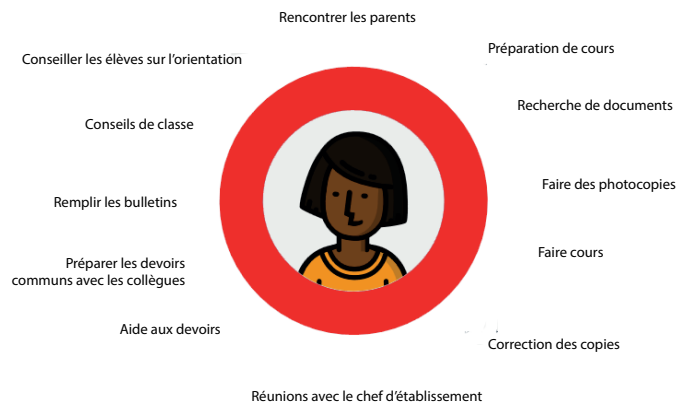 Rencontrer les parents
Préparation de cours
Conseiller les élèves sur l'orientation
Recherche de documents
Conseils de classe
Faire des photocopies
Remplir les bulletins
Faire cours
Préparer les devoirs
communs avec les collègues
Aide aux devoirs
Correction des copies
Réunions avec le chef d'établissement